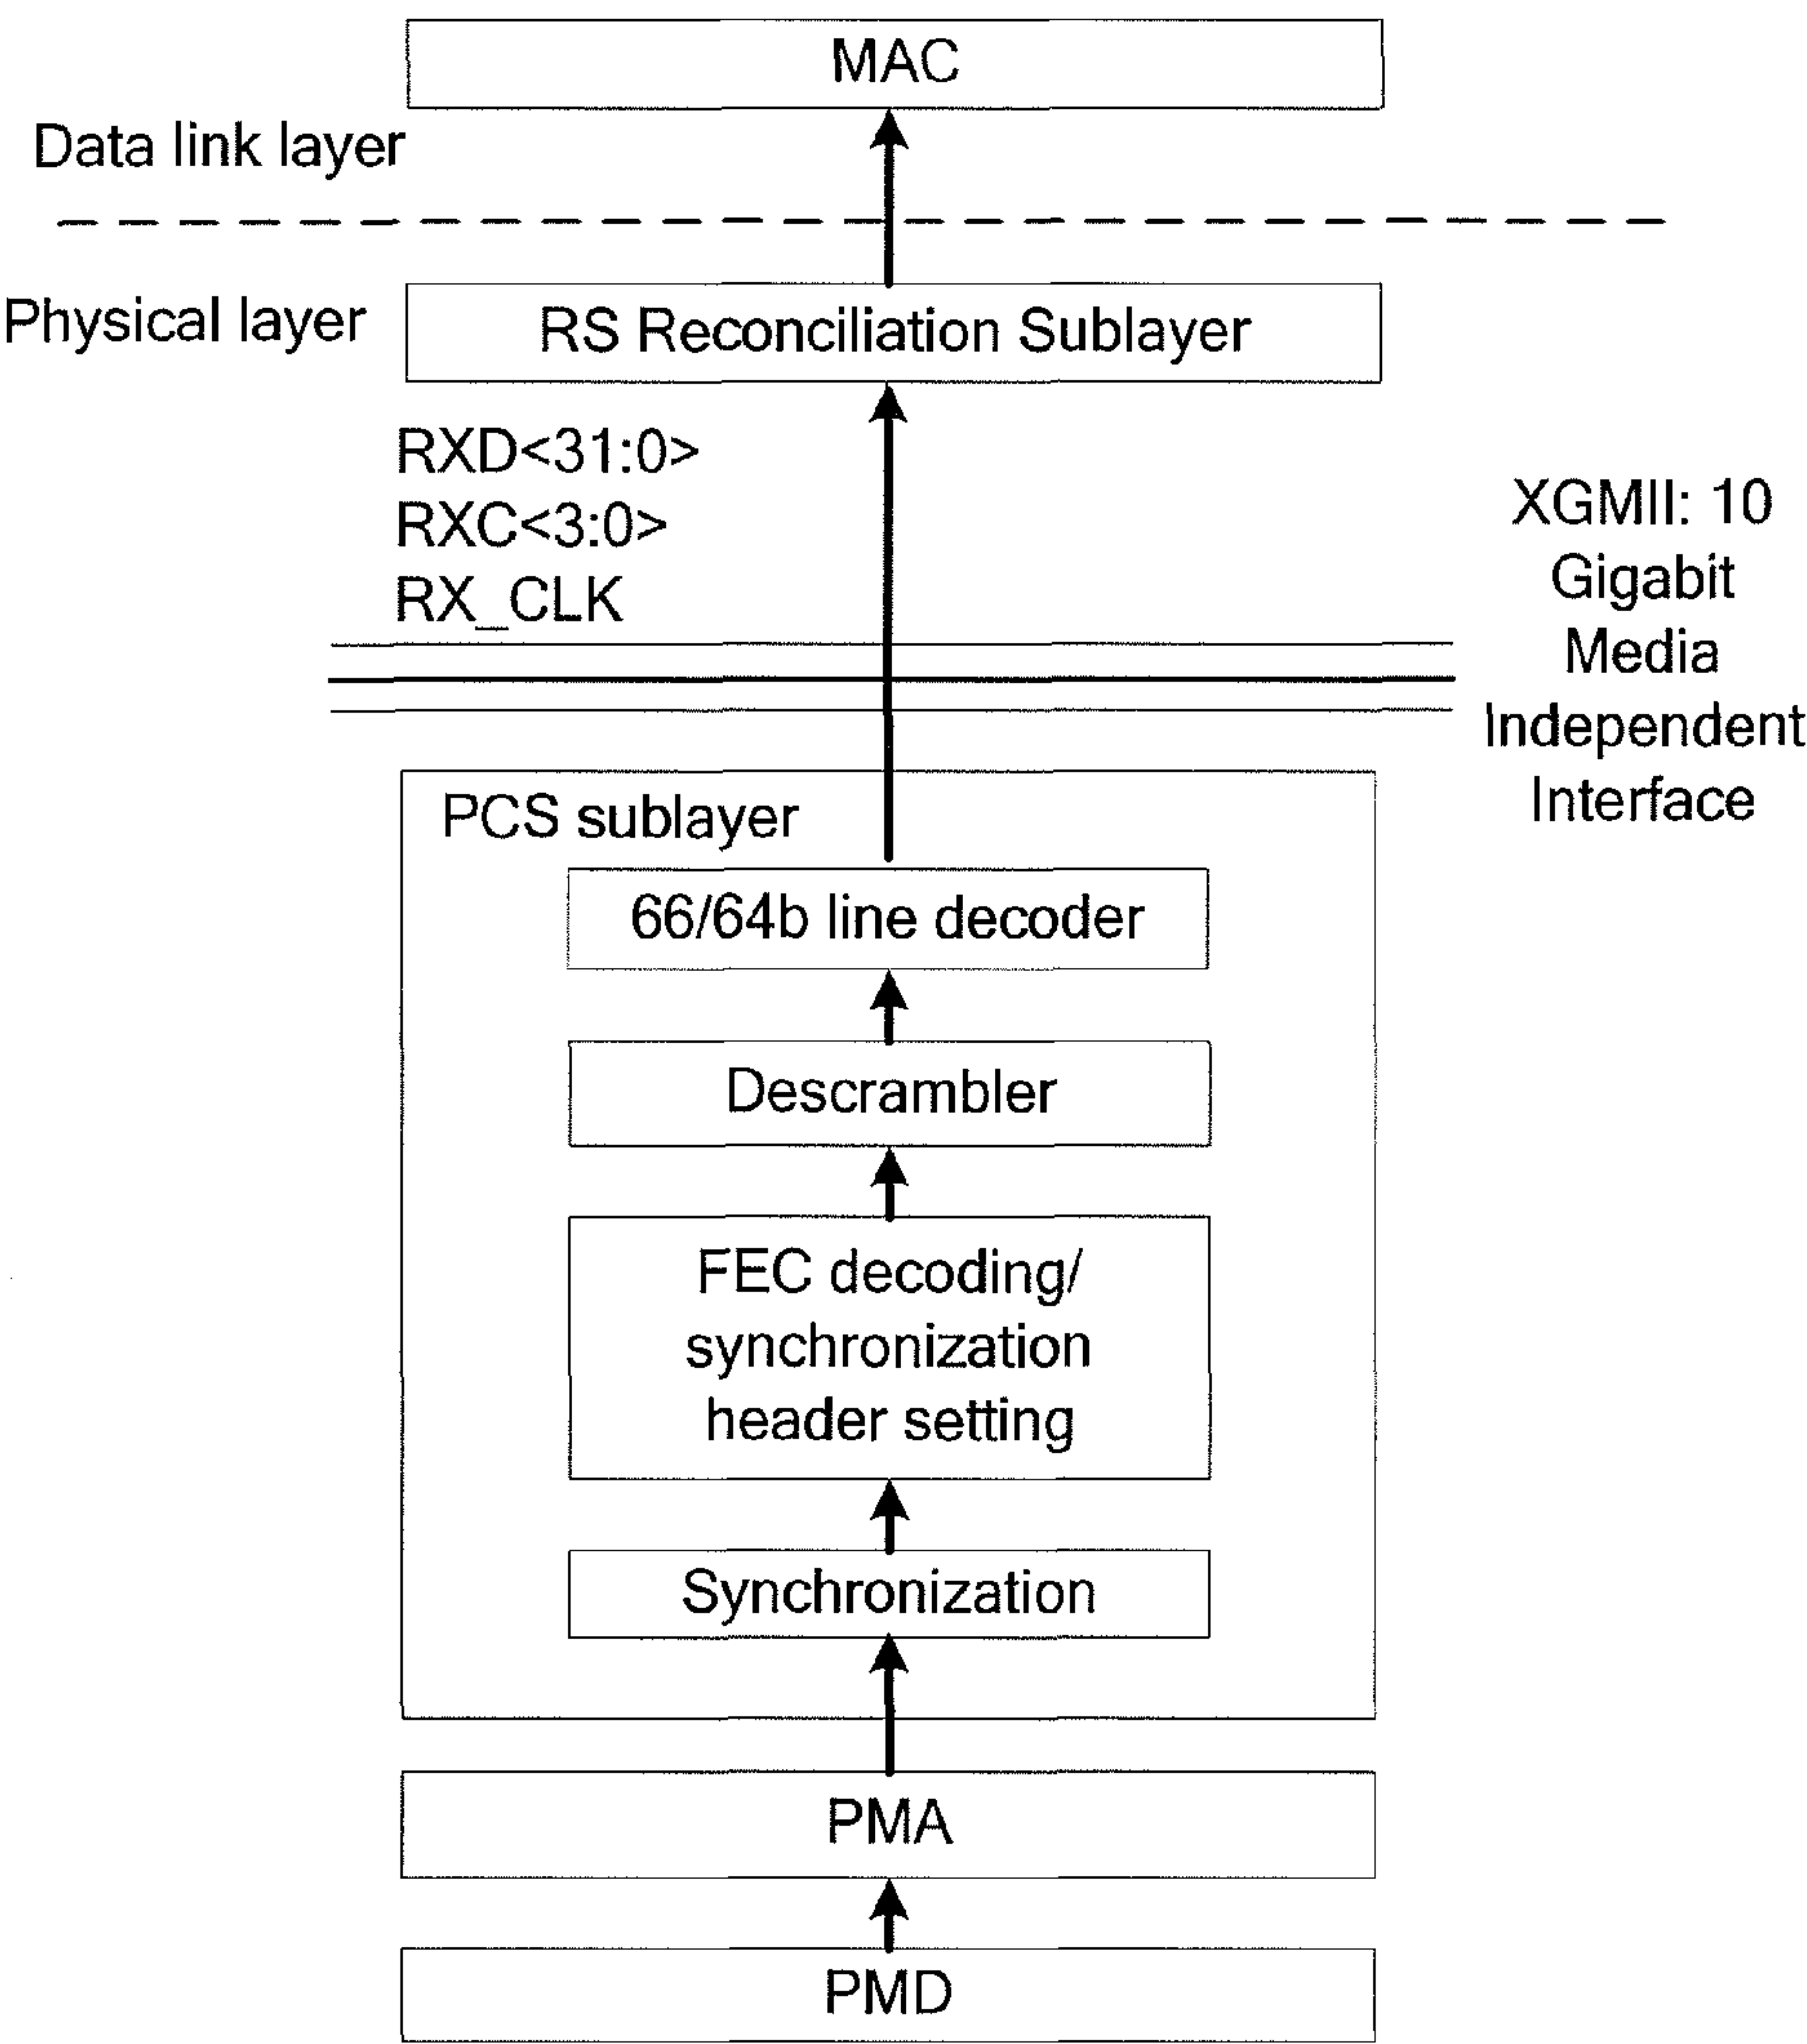 MAC
Data link layer
Physical layer
RS Reconciliation Sublayer
RXD<31:0>
RXC<3:0>
RX_CLK
XGMII: 10
Gigabit
Media
Independent
Interface
PCS sublayer
66/64b line decoder
Descrambler
FEC decoding/
synchronization
header setting
Synchronization
PMA
PMD